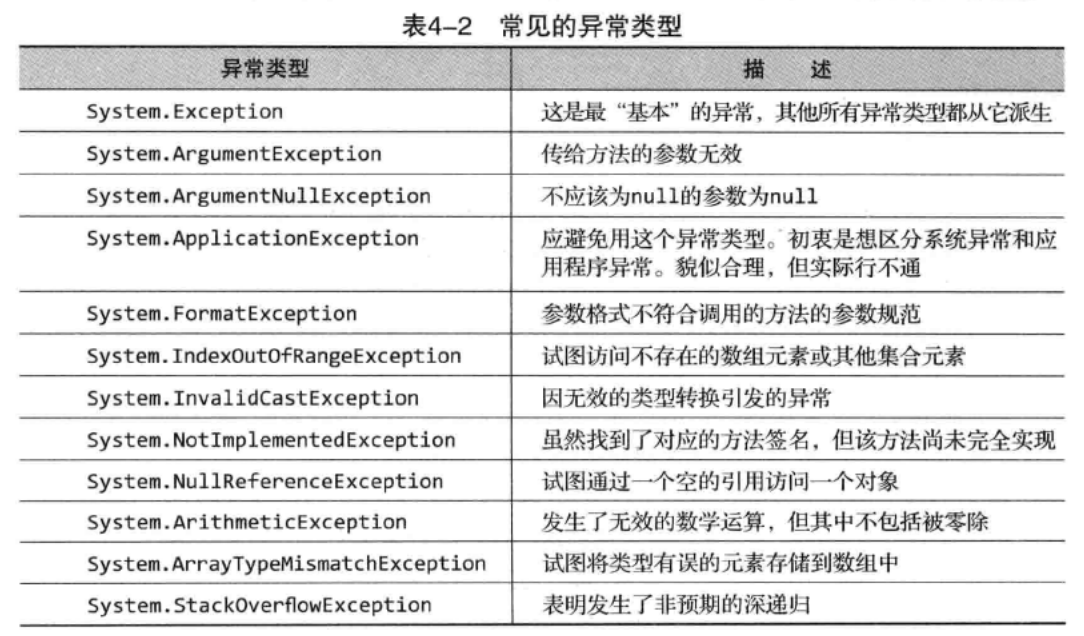 表4-2 常见的异常类型
异常类型 描 述
System.Exception 这是最“基本”的异常，其他所有异常类型都从它派生
System.ArgumentException 传给方法的参数无效
System.ArgumentNullException 不应该为null的参数为null
System.ApplicationException 应避免用这个异常类型。初衷是想区分系统异常和应
用程序异常。貌似合理，但实际行不通
System.FormatException 参数格式不符合调用的方法的参数规范
System.IndexOutOfRangeException 试图访问不存在的数组元素或其他集合元素
System.InvalidCastException 因无效的类型转换引发的异常
System.NotImplementedException 虽然找到了对应的方法签名，但该方法尚未完全实现
System.NullReferenceException 试图通过一个空的引用访问一个对象
System.ArithmeticException 发生了无效的数学运算，但其中不包括被零除
System.ArrayTypeMismatchException 试图将类型有误的元素存储到数组中
System.StackOverflowException 表明发生了非预期的深递归